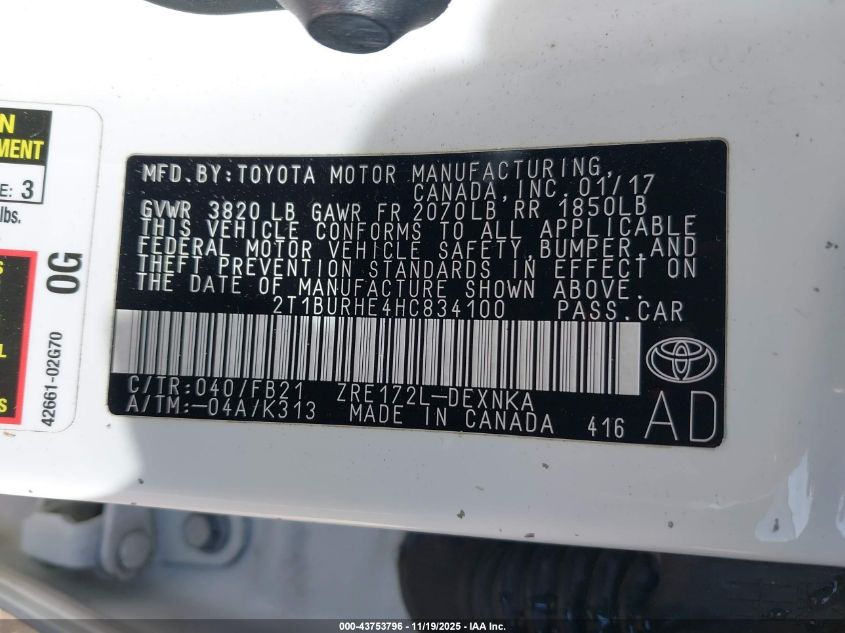 N
MENT
E: 3
lbs.
S
L
S
0G
42661-02G70
MFD. BY: TOYOTA MOTOR MANUFACTURING,
CANADA, INC. 01/17
GVWR 3820 LB GAWR FR 2070LB RR 1850LB
THIS VEHICLE CONFORMS TO ALL APPLICABLE
FEDERAL MOTOR VEHICLE SAFETY, BUMPER, AND
THEFT PREVENTION STANDARDS IN EFFECT ON
THE DATE OF MANUFACTURE SHOWN ABOVE.
2T1BURHE4HC834100 PASS. CAR
C/TR: 040/FB21 ZRE172L-DEXNKA
A/TM: -04A/K313 MADE IN CANADA 416 AD
000-43753796 - 11/19/2025 - IAA Inc.